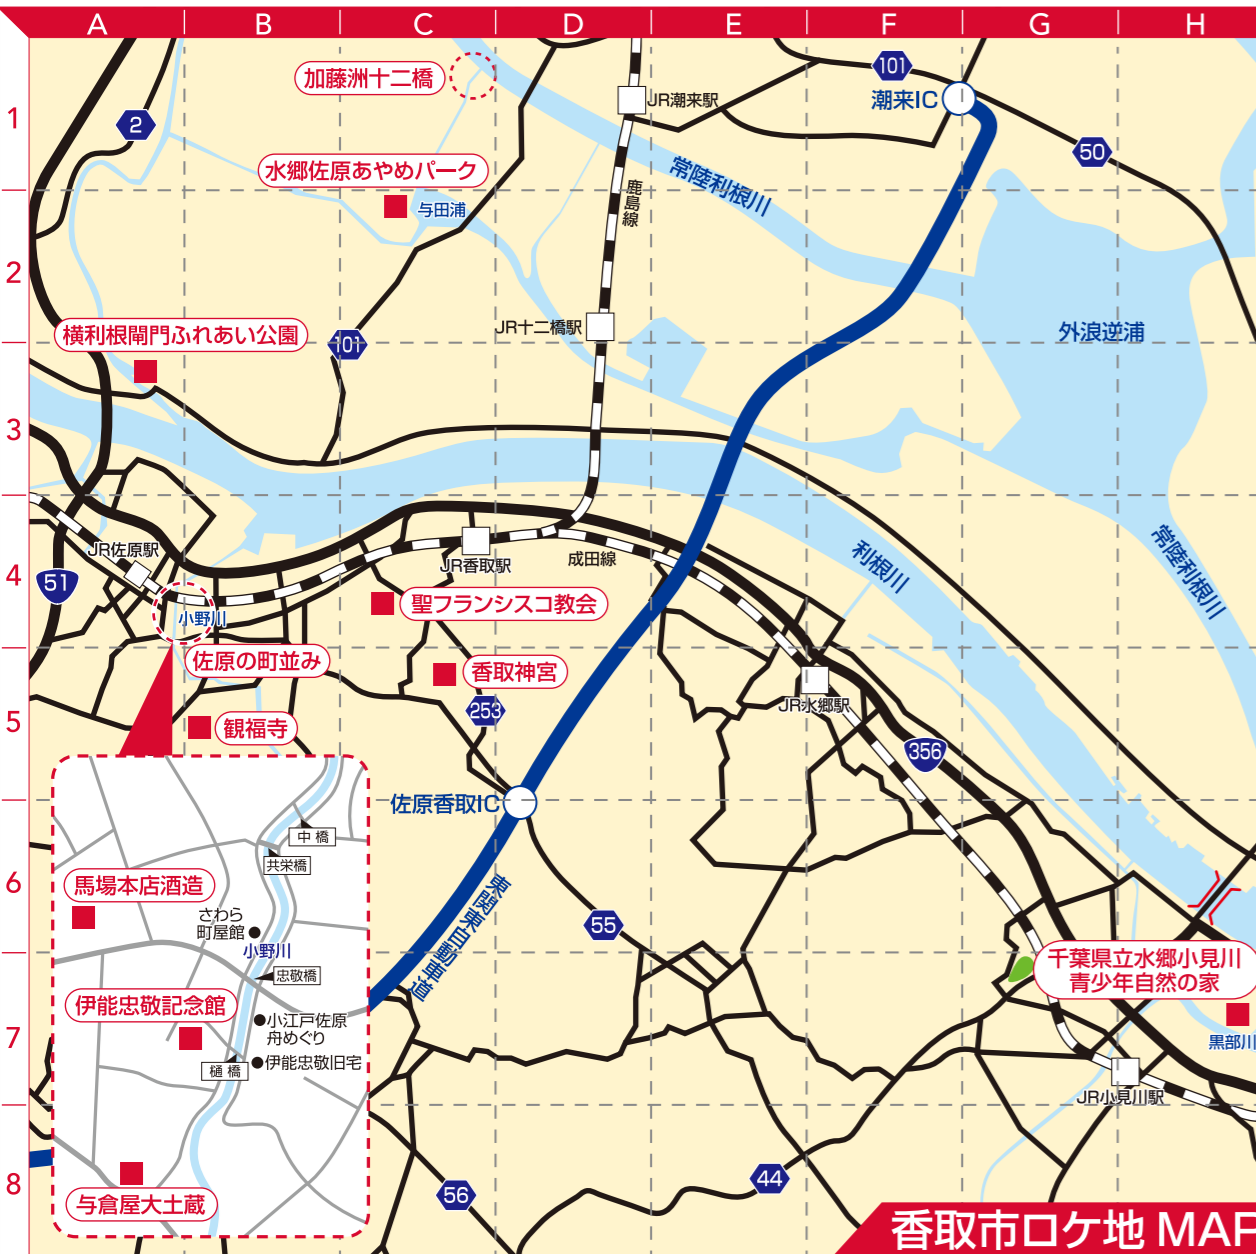 A B C D E F G H
1
2
3
4
5
6
7
8
加藤洲十二橋
JR潮来駅
101
潮来IC
2
50
水郷佐原あやめパーク
常陸利根川
与田浦
鹿島線
横利根閘門ふれあい公園
JR十二橋駅
101
外浪逆浦
JR佐原駅
JR香取駅
成田線
利根川
常陸利根川
51
小野川
聖フランシスコ教会
佐原の町並み
香取神宮
253
JR水郷駅
観福寺
356
佐原香取IC
中橋
共栄橋
馬場本店酒造
さわら
町屋館
小野川
東関東自動車道
55
忠敬橋
千葉県立水郷小見川
青少年自然の家
伊能忠敬記念館
小江戸佐原
舟めぐり
黒部川
樋橋
伊能忠敬旧宅
JR小見川駅
与倉屋大土蔵
56
44
香取市ロケ地 MAP